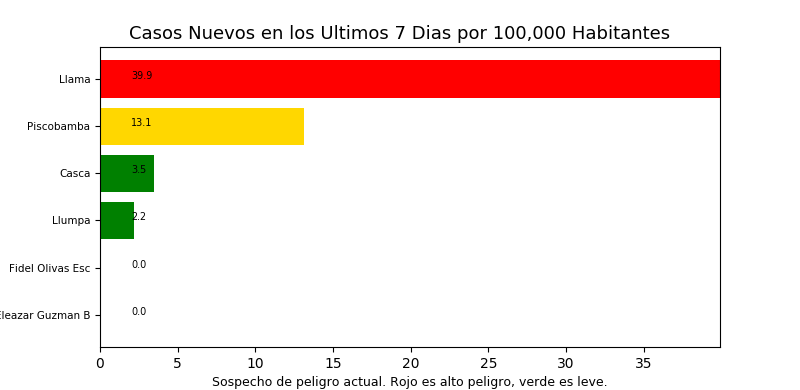 Casos Nuevos en los Ultimos 7 Dias por 100,000 Habitantes
Llama 39.9
Piscobamba 13.1
Casca 3.5
Llumpa 2.2
Fidel Olivas Esc 0.0
Eleazar Guzman B 0.0
0 5 10 15 20 25 30 35
Sospecho de peligro actual. Rojo es alto peligro, verde es leve.